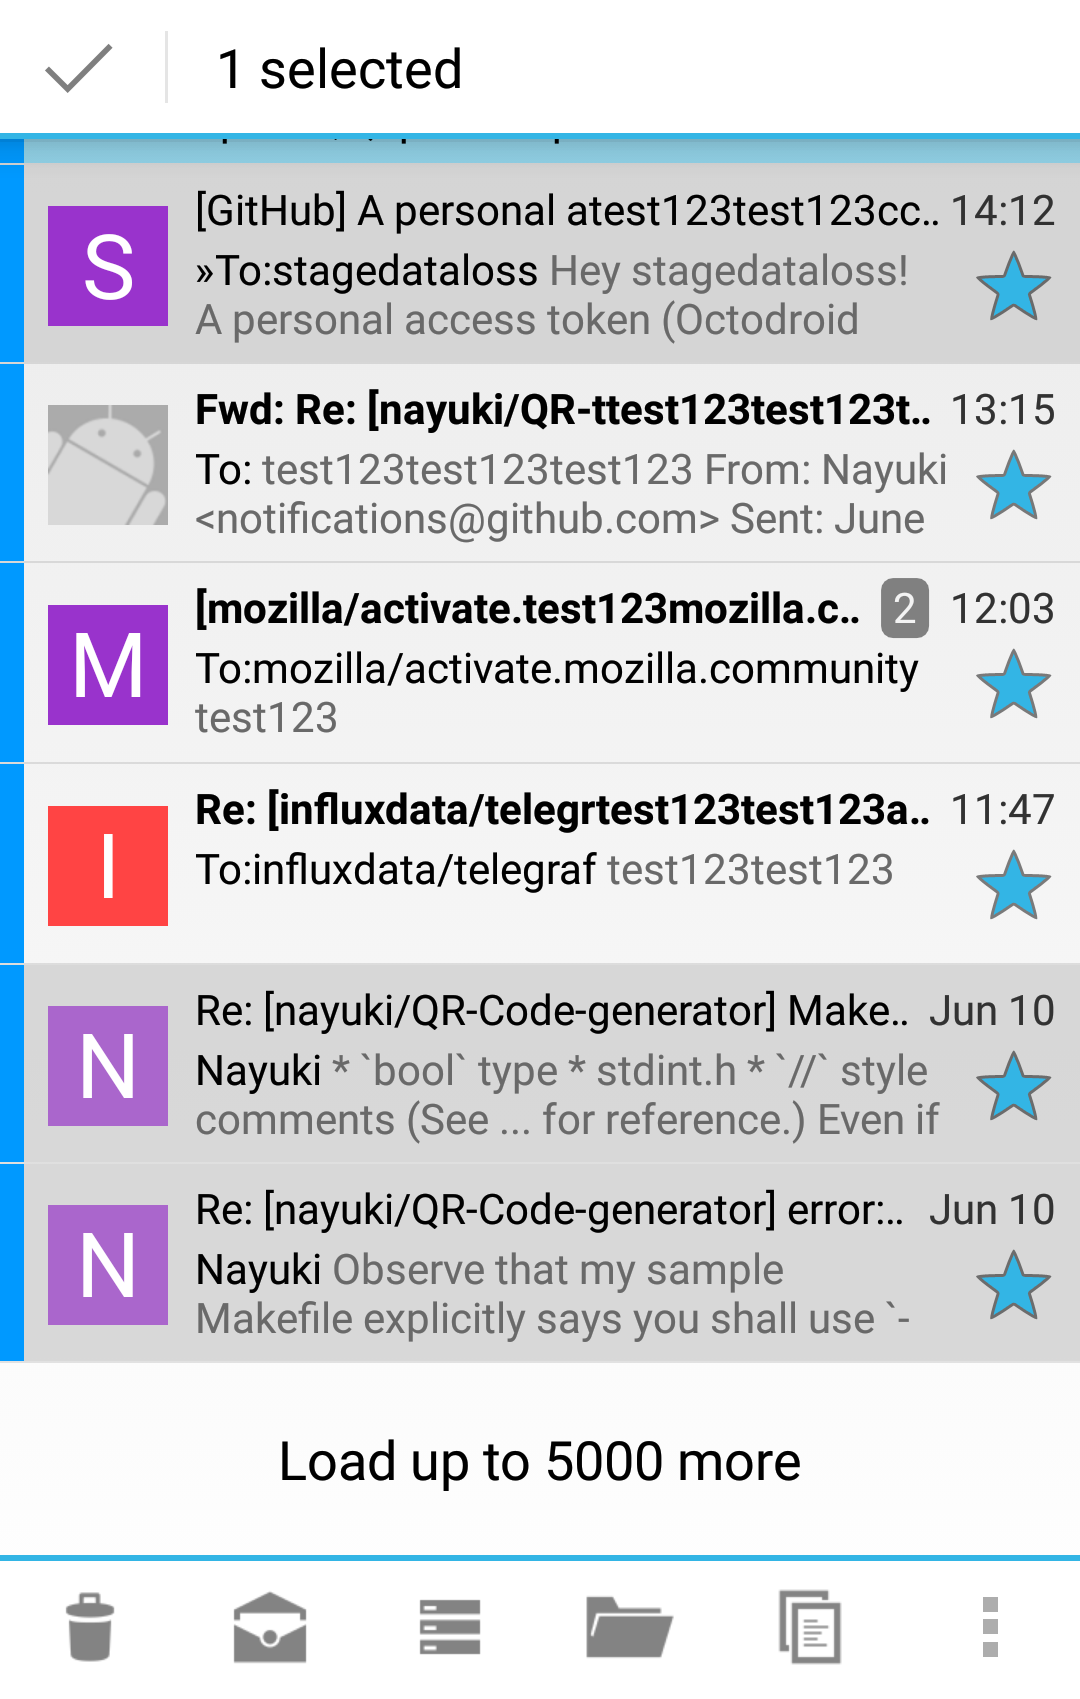 1 selected
S
[GitHub] A personal atest123test123cc.. 14:12
»To:stagedataloss Hey stagedataloss!
A personal access token (Octodroid
Fwd: Re: [nayuki/QR-ttest123test123t.. 13:15
To: test123test123test123 From: Nayuki
<notifications@github.com> Sent: June
M
[mozilla/activate.test123mozilla.c.. 2 12:03
To:mozilla/activate.mozilla.community
test123
I
Re: [influxdata/telegrtest123test123a.. 11:47
To:influxdata/telegraf test123test123
N
Re: [nayuki/QR-Code-generator] Make.. Jun 10
Nayuki * `bool` type * stdint.h * `//` style
comments (See ... for reference.) Even if
N
Re: [nayuki/QR-Code-generator] error:.. Jun 10
Nayuki Observe that my sample
Makefile explicitly says you shall use `-
Load up to 5000 more